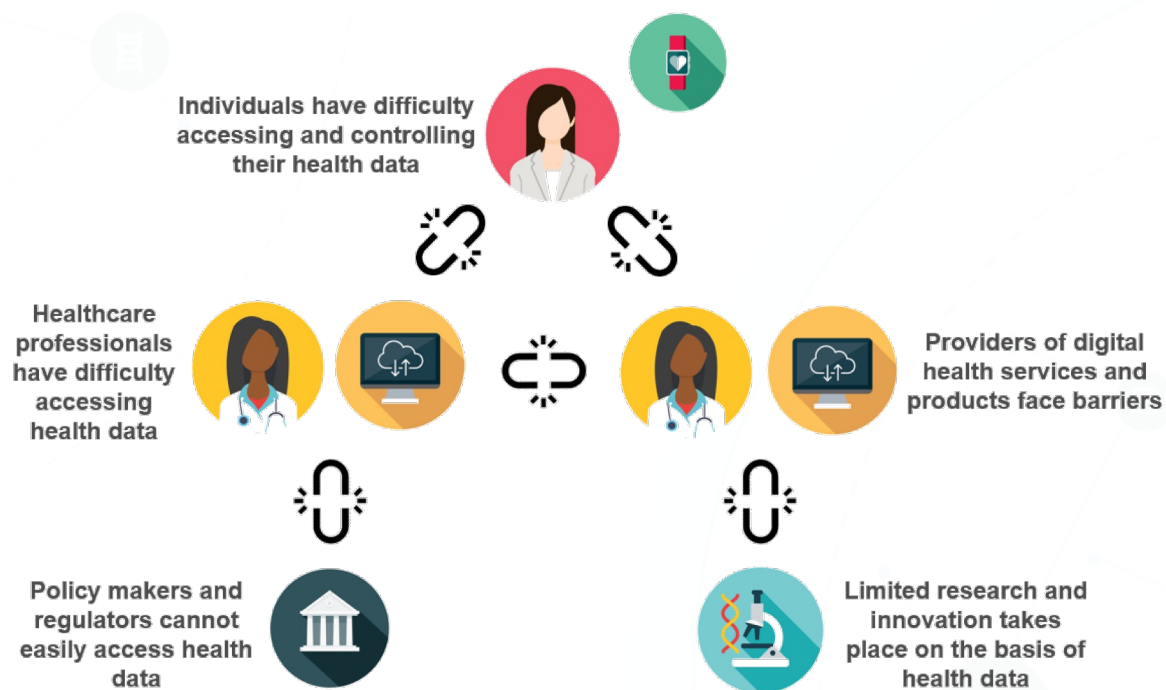 Individuals have difficulty
accessing and controlling
their health data
Healthcare
professionals
have difficulty
accessing
health data
Providers of digital
health services and
products face barriers
Policy makers and
regulators cannot
easily access health
data
Limited research and
innovation takes
place on the basis of
health data